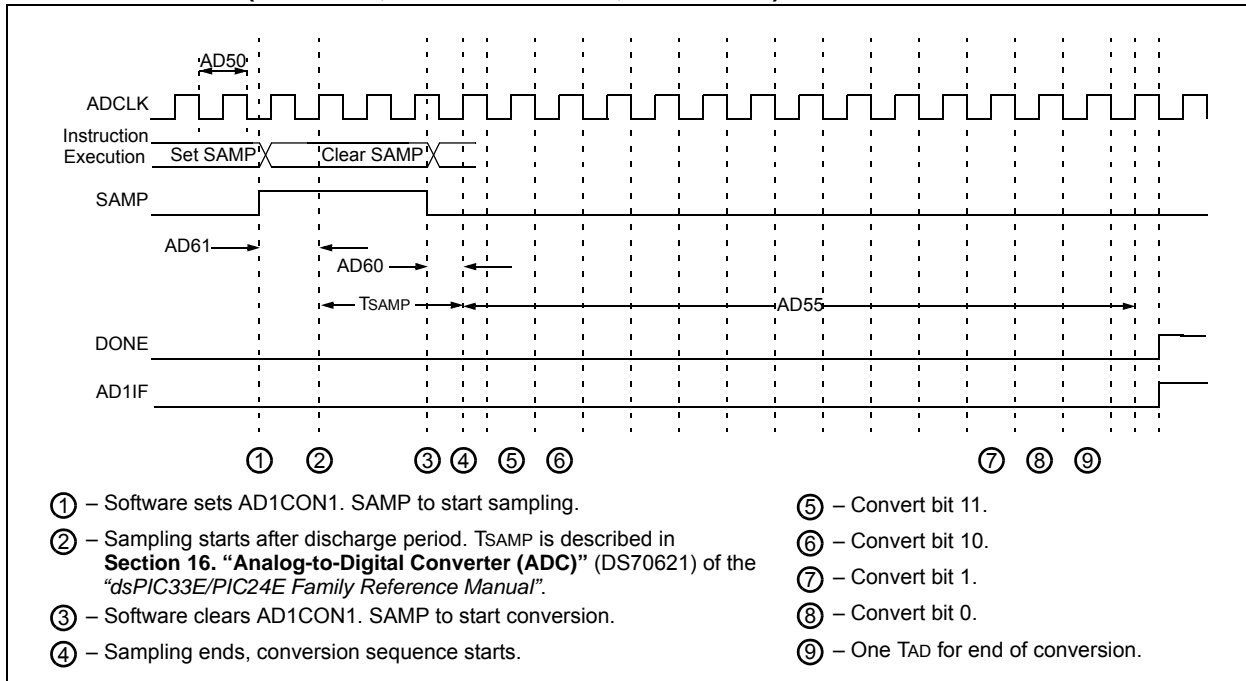 AD50
ADCLK
Instruction
Execution
Set SAMP
Clear SAMP
SAMP
AD61
AD60
TSAMP
AD55
DONE
AD1IF
1 2 3 4 5 6 7 8 9
1 – Software sets AD1CON1. SAMP to start sampling.
2 – Sampling starts after discharge period. TSAMP is described in
Section 16. “Analog-to-Digital Converter (ADC)” (DS70621) of the
“dsPIC33E/PIC24E Family Reference Manual”.
3 – Software clears AD1CON1. SAMP to start conversion.
4 – Sampling ends, conversion sequence starts.
5 – Convert bit 11.
6 – Convert bit 10.
7 – Convert bit 1.
8 – Convert bit 0.
9 – One TAD for end of conversion.